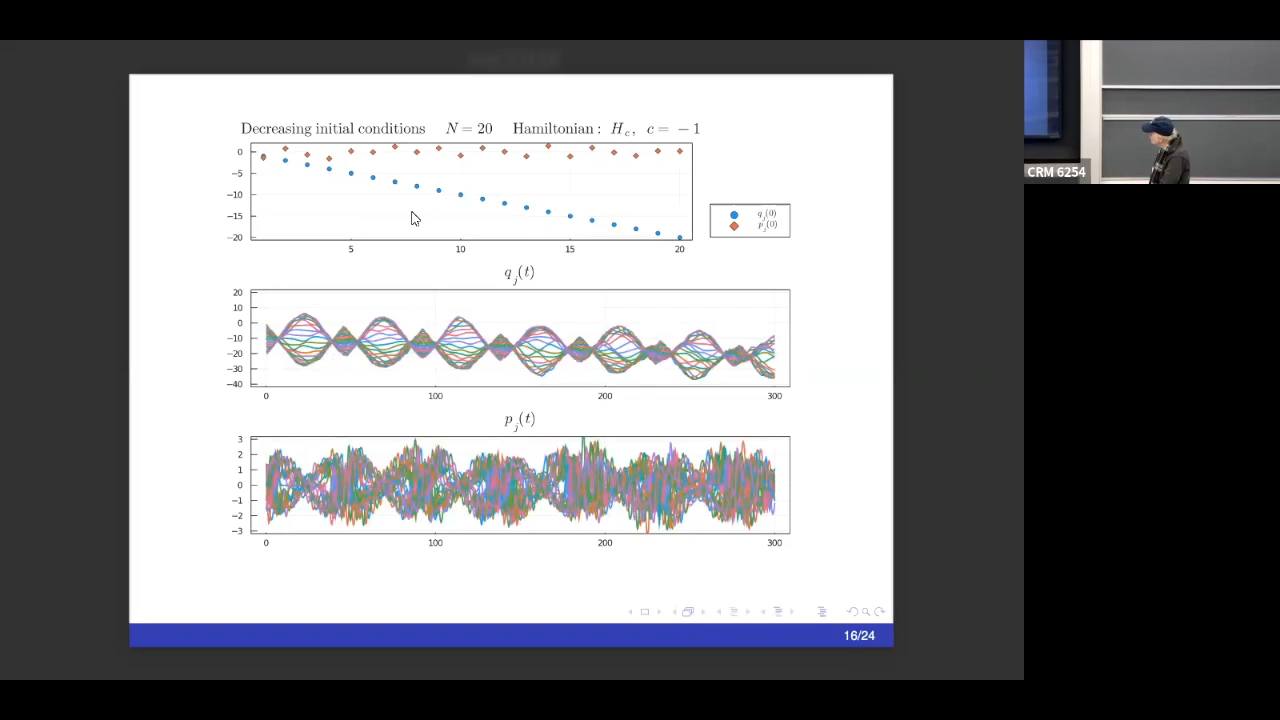 Decreasing initial conditions N = 20 Hamiltonian : H_c, c = −1
0
−5
−10
−15
−20
5 10 15 20
q_j(0)
p_j(0)
q_j(t)
20
10
0
−10
−20
−30
−40
0 100 200 300
p_j(t)
3
2
1
0
−1
−2
−3
0 100 200 300
16/24
CRM 6254